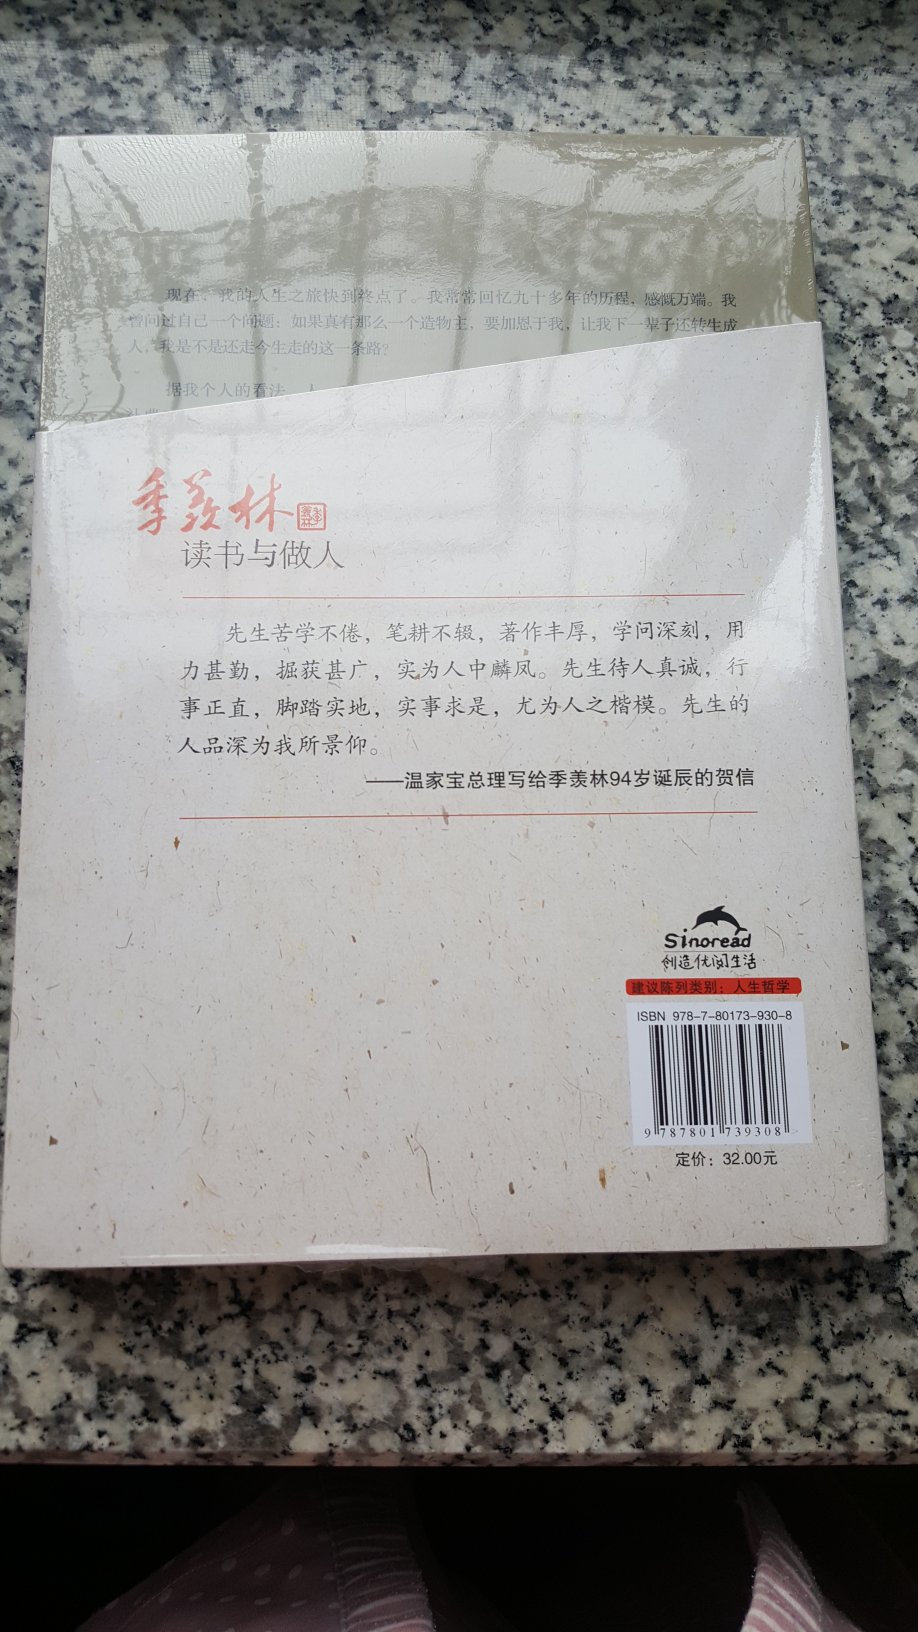 现在，我的人生之旅快到终点了。我常常回忆九十多年的历程，感慨万端。我
曾问过自己一个问题：如果真有那么一个造物主，要加恩于我，让我下一辈子还转生成
人，我是不是还走今生走的这一条路？
据我个人的看法，人
季羡林
读书与做人
先生苦学不倦，笔耕不辍，著作丰厚，学问深刻，用
力甚勤，掘获甚广，实为人中麟凤。先生待人真诚，行
事正直，脚踏实地，实事求是，尤为人之楷模。先生的
人品深为我所景仰。
——温家宝总理写给季羡林94岁诞辰的贺信
Sinoread
创造优阅生活
建议陈列类别：人生哲学
ISBN 978-7-80173-930-8
9 787801 739308
定价：32.00元